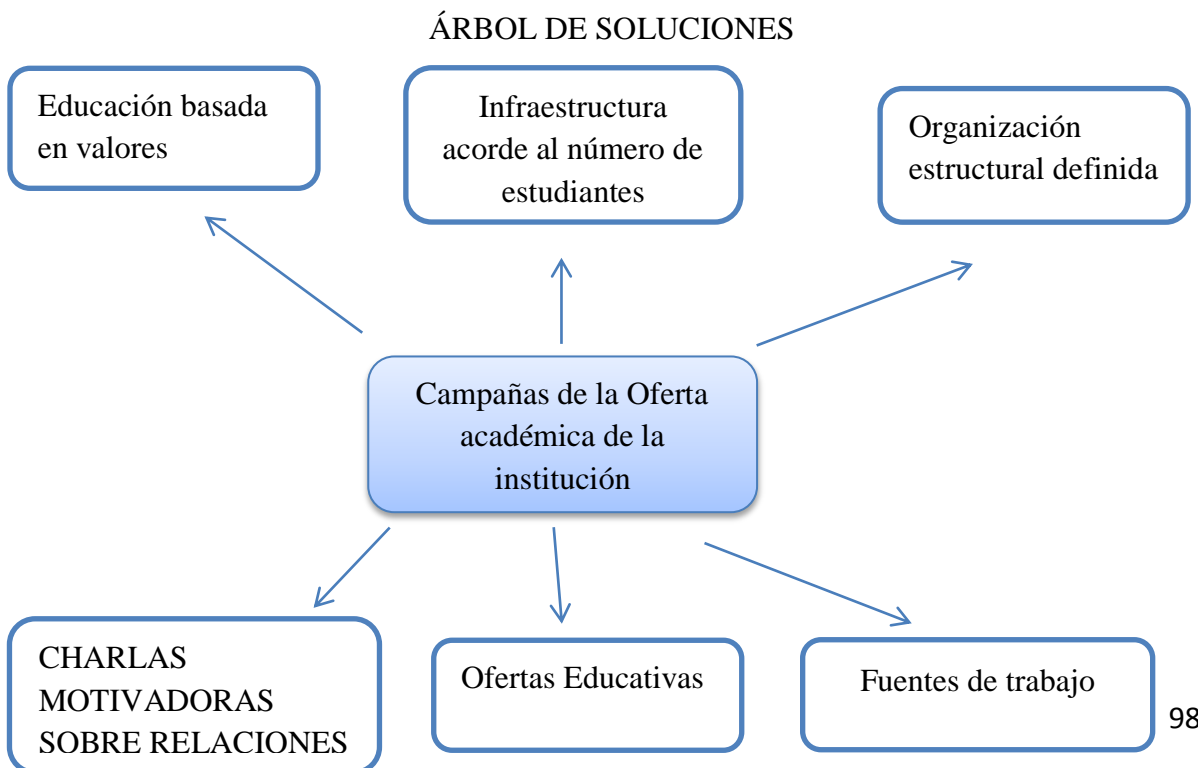 ÁRBOL DE SOLUCIONES
Educación basada
en valores
Infraestructura
acorde al número de
estudiantes
Organización
estructural definida
Campañas de la Oferta
académica de la
institución
CHARLAS
MOTIVADORAS
SOBRE RELACIONES
Ofertas Educativas
Fuentes de trabajo
98